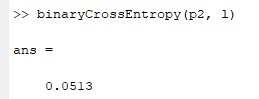 >> binaryCrossEntropy(p2, 1)
ans =
0.0513